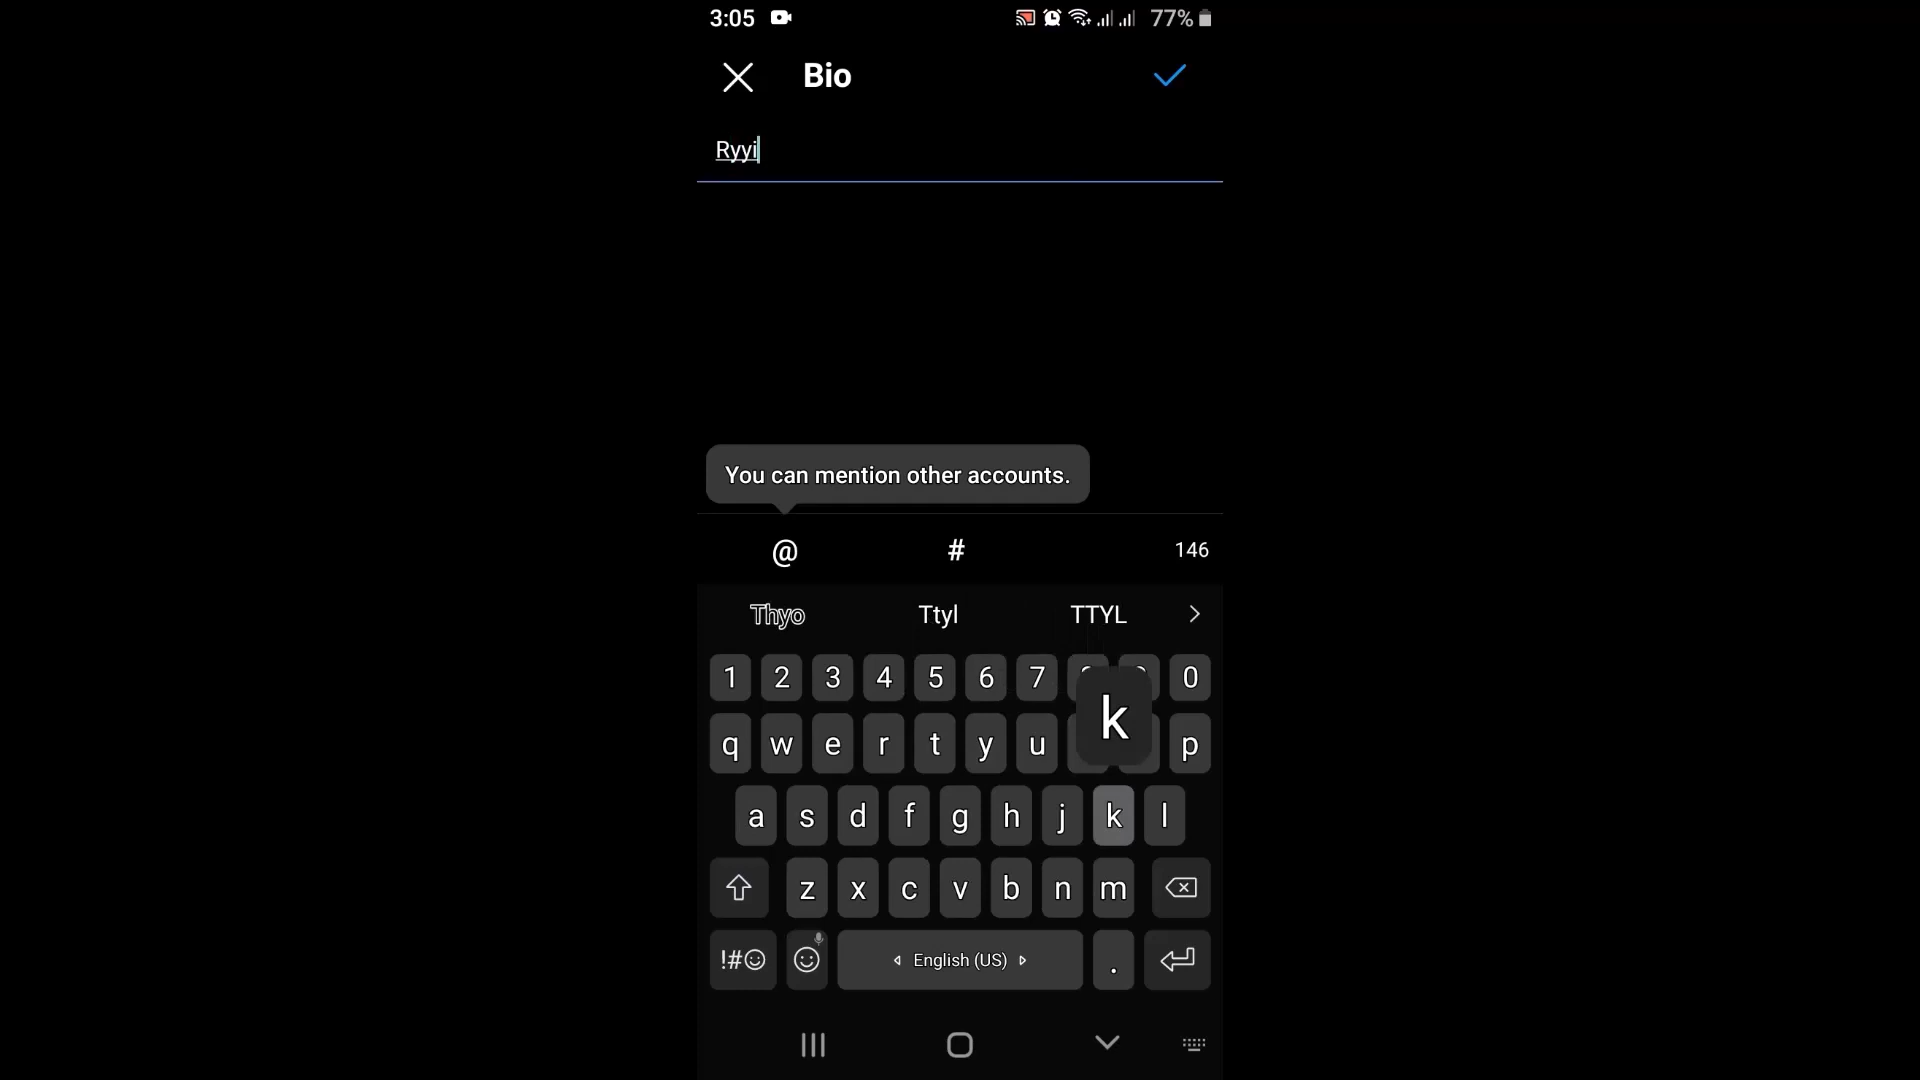 3:05 77%
Bio
Ryyi
You can mention other accounts.
@ # 146
Thyo Ttyl TTYL
1 2 3 4 5 6 7 0
k
q w e r t y u p
a s d f g h j k l
z x c v b n m
!# English (US) .